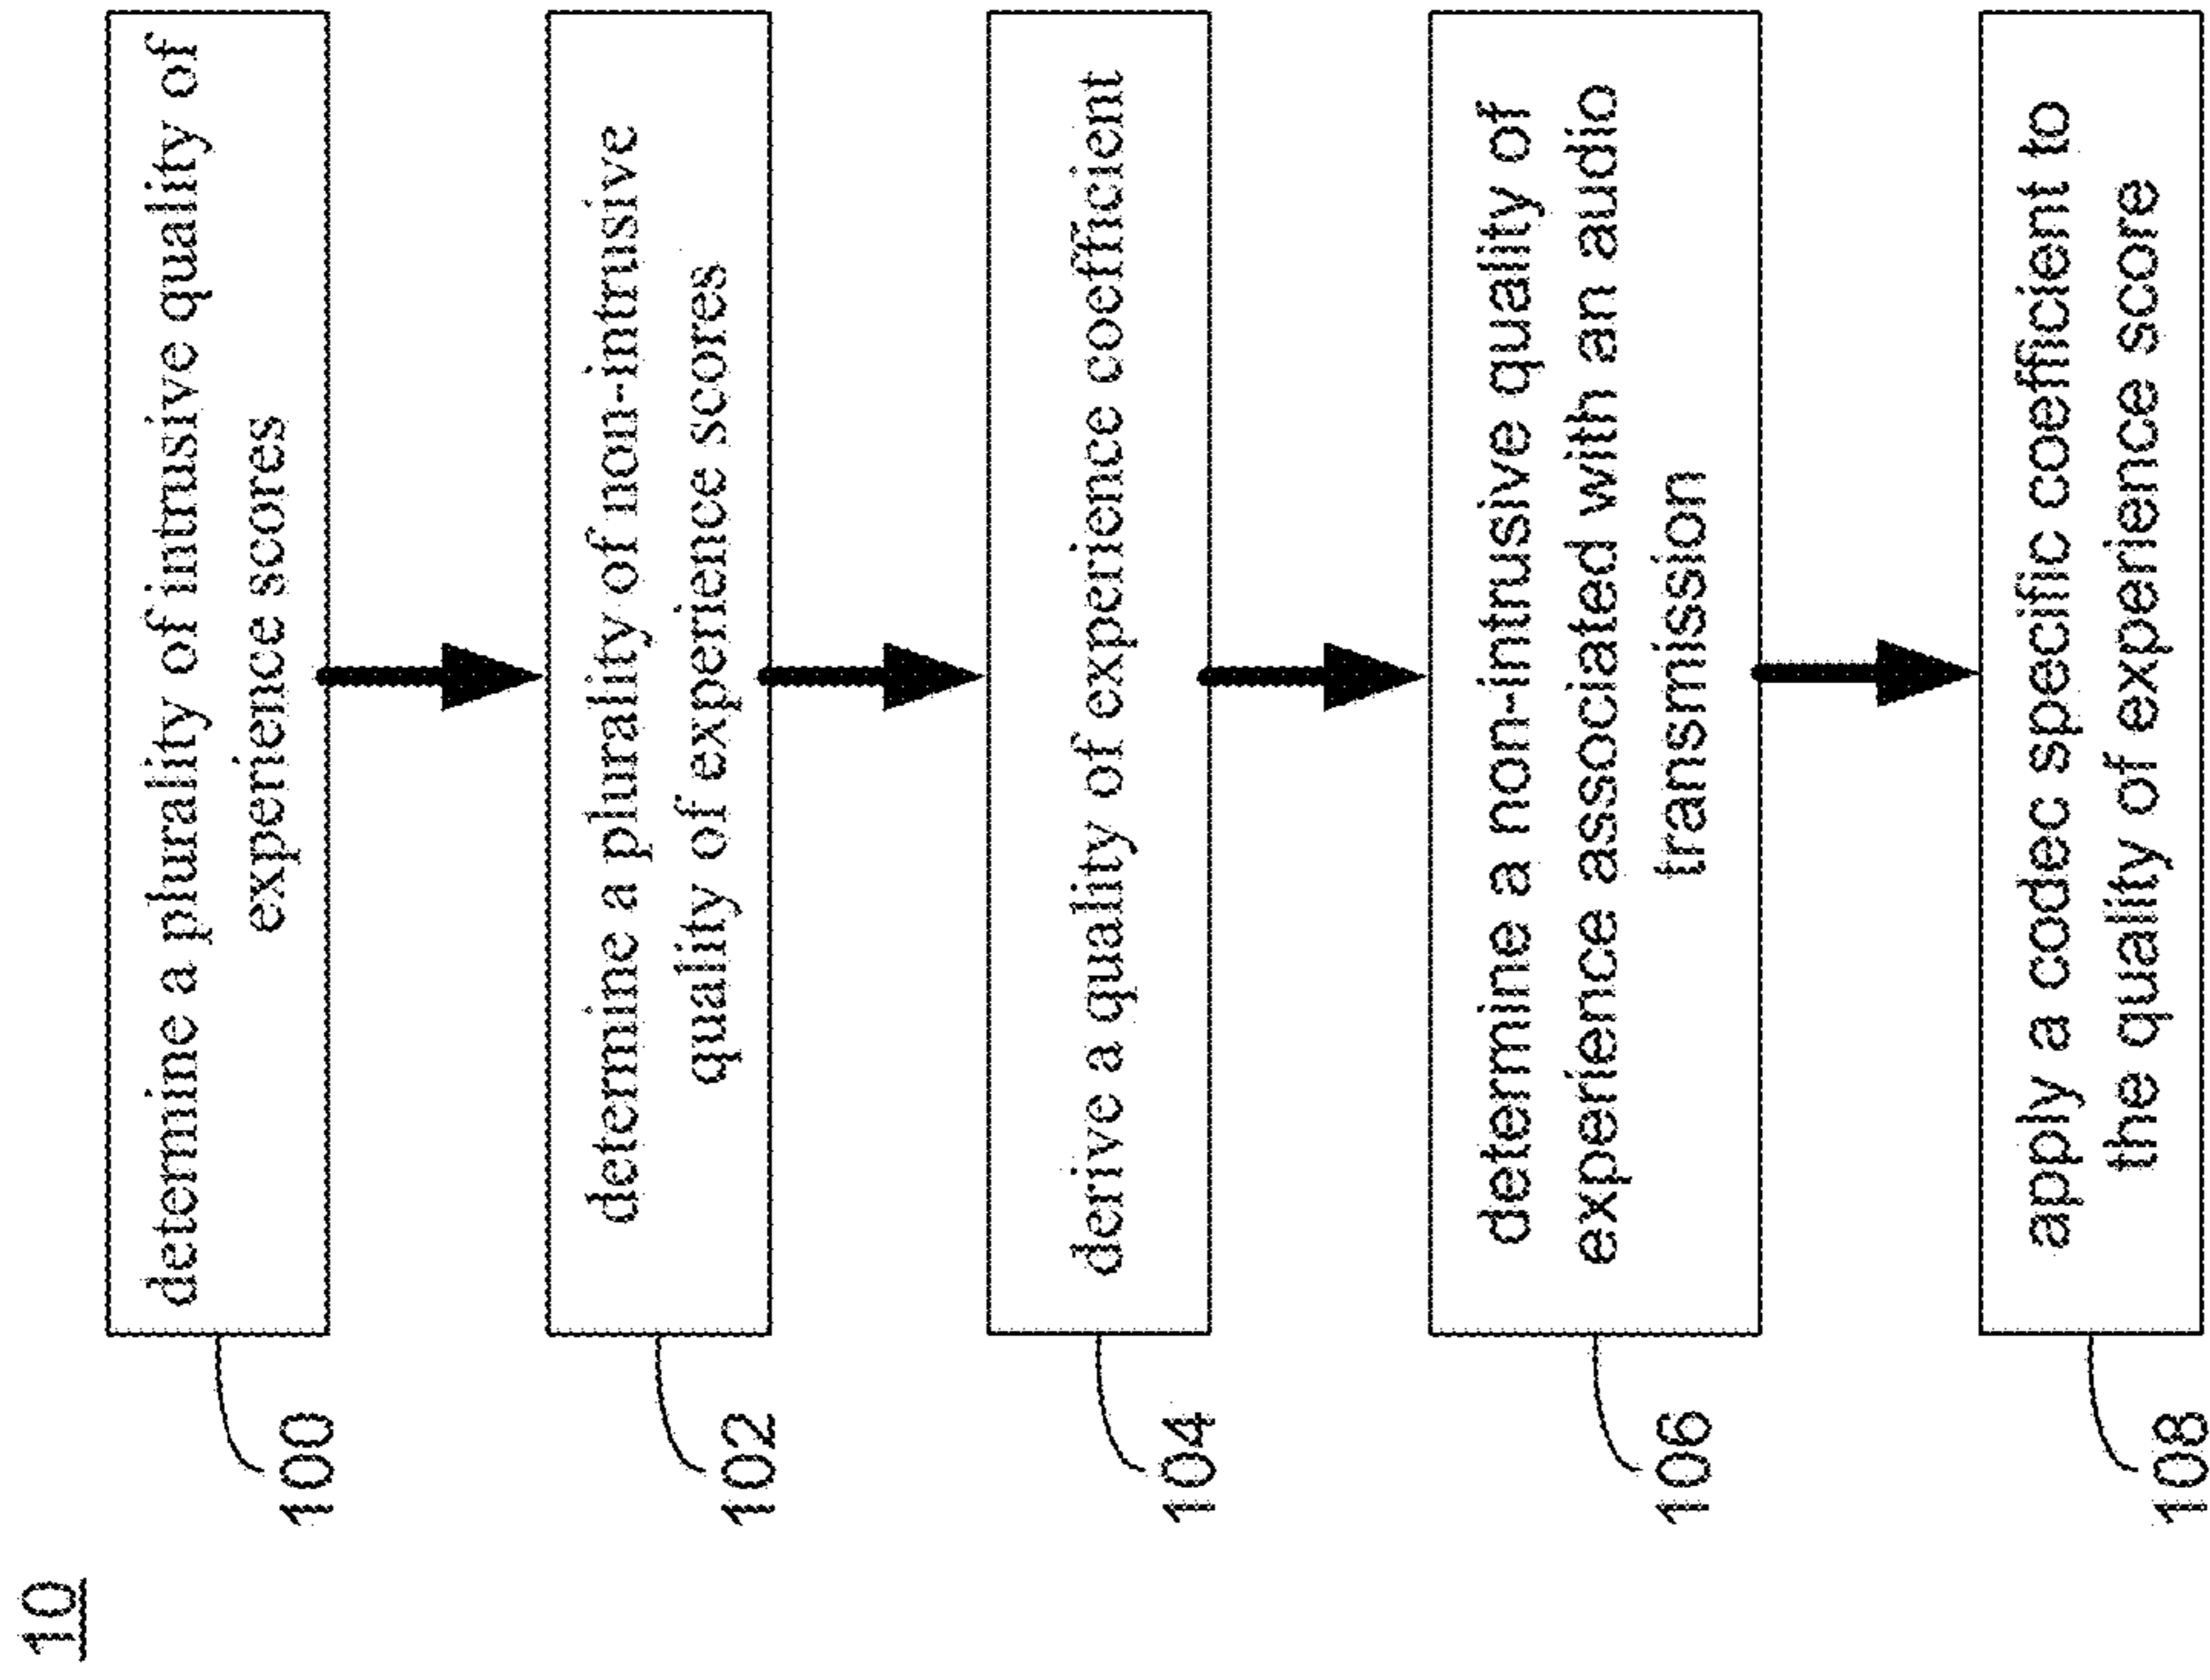 10
100
determine a plurality of intrusive quality of
experience scores
102
determine a plurality of non-intrusive
quality of experience scores
104
derive a quality of experience coefficient
106
determine a non-intrusive quality of
experience associated with an audio
transmission
108
apply a codec specific coefficient to
the quality of experience score